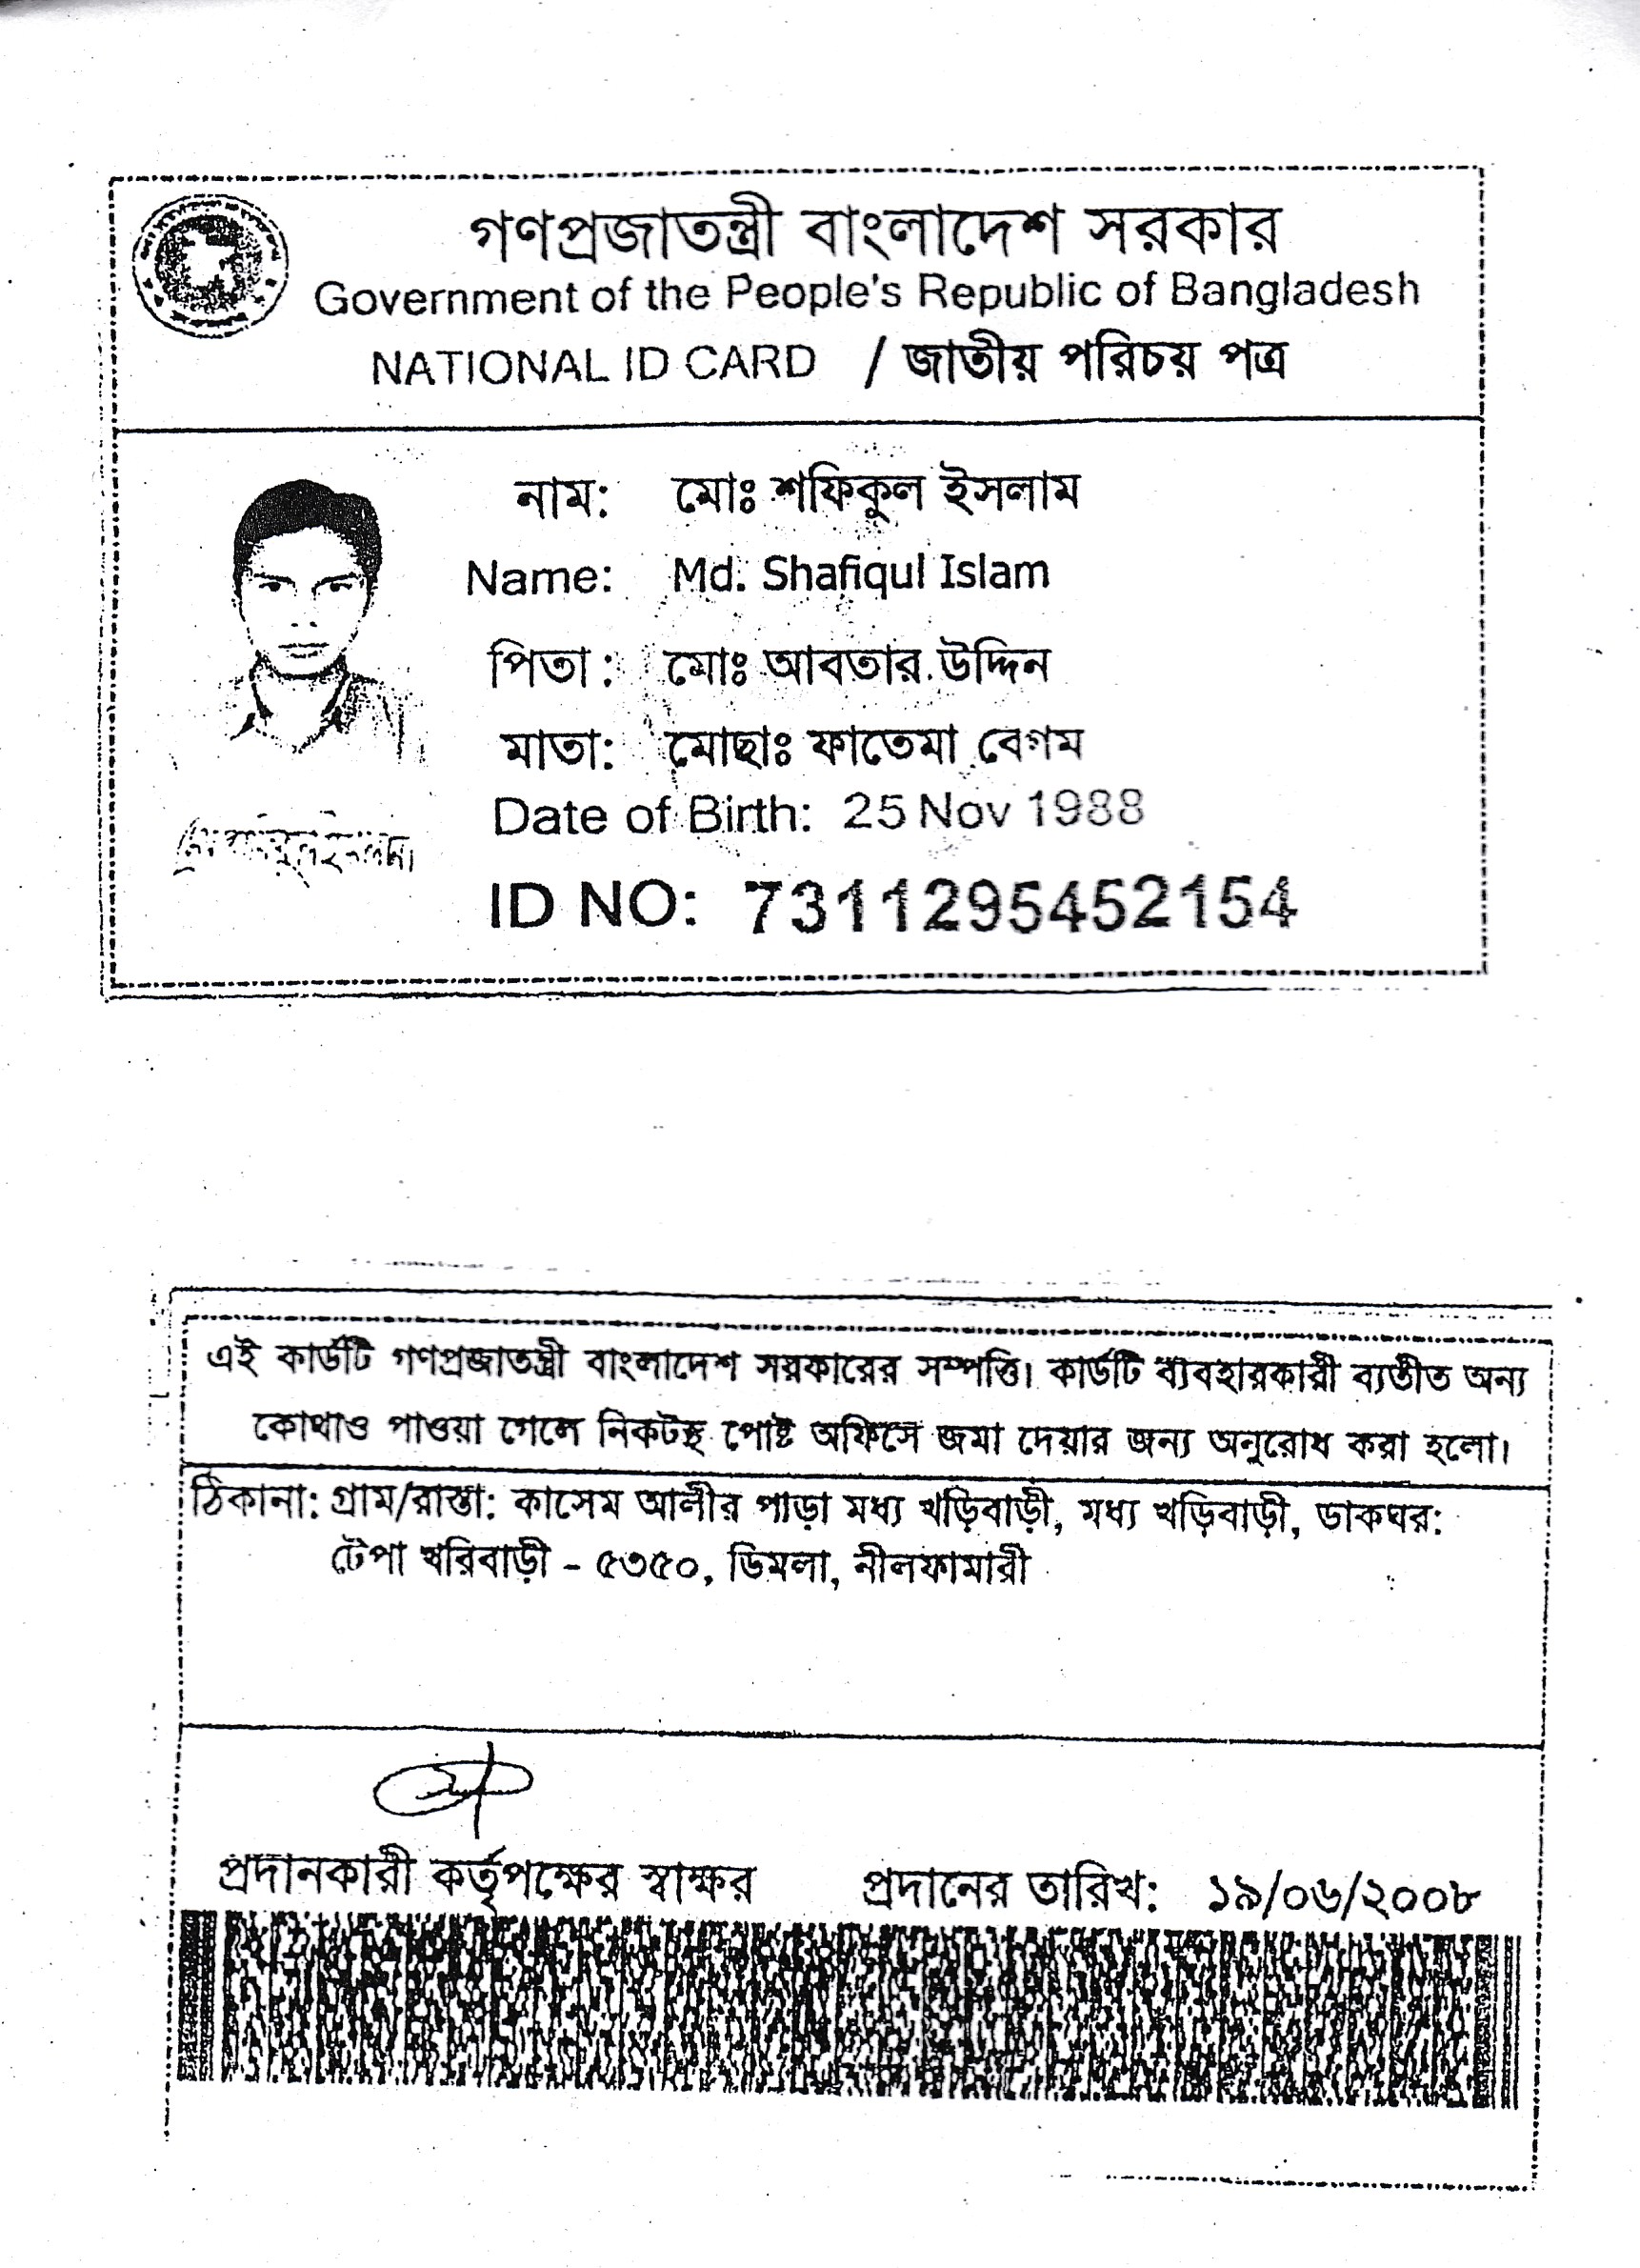 গণপ্রজাতন্ত্রী বাংলাদেশ সরকার
Government of the People's Republic of Bangladesh
NATIONAL ID CARD / জাতীয় পরিচয় পত্র
নাম: মোঃ শফিকুল ইসলাম
Name: Md. Shafiqul Islam
পিতা: মোঃ আবতার উদ্দিন
মাতা: মোছাঃ ফাতেমা বেগম
Date of Birth: 25 Nov 1988
ID NO: 7311295452154
এই কার্ডটি গণপ্রজাতন্ত্রী বাংলাদেশ সরকারের সম্পত্তি। কার্ডটি ব্যবহারকারী ব্যতীত অন্য
কোথাও পাওয়া গেলে নিকটস্থ পোষ্ট অফিসে জমা দেয়ার জন্য অনুরোধ করা হলো।
ঠিকানা: গ্রাম/রাস্তা: কাসেম আলীর পাড়া মধ্য খড়িবাড়ী, মধ্য খড়িবাড়ী, ডাকঘর:
টেপা খরিবাড়ী - ৫৩৫০, ডিমলা, নীলফামারী
প্রদানকারী কর্তৃপক্ষের স্বাক্ষর প্রদানের তারিখ: ১৯/০৬/২০০৮